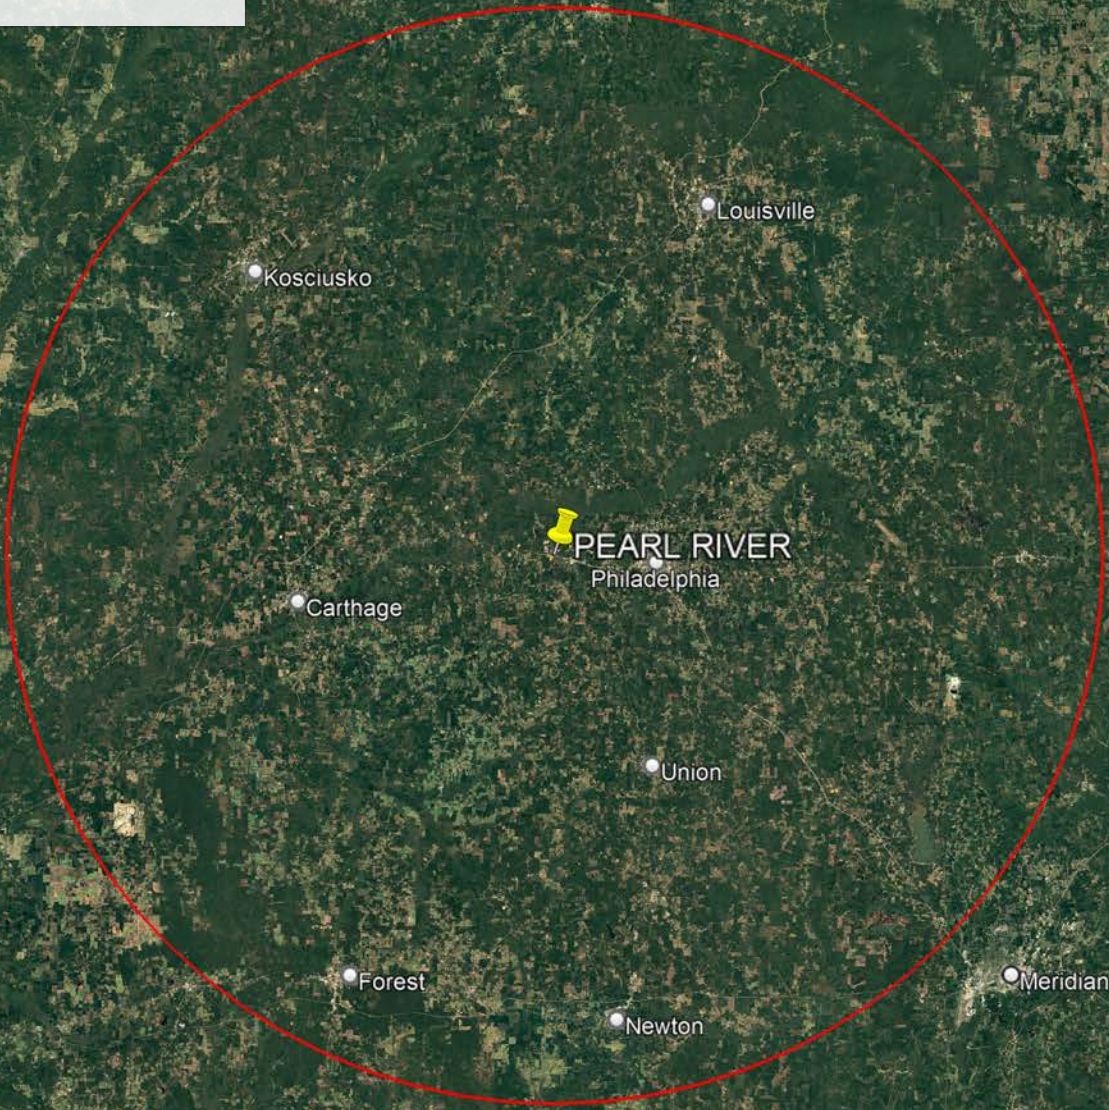 Louisville
Kosciusko
PEARL RIVER
Philadelphia
Carthage
Union
Forest
Meridian
Newton